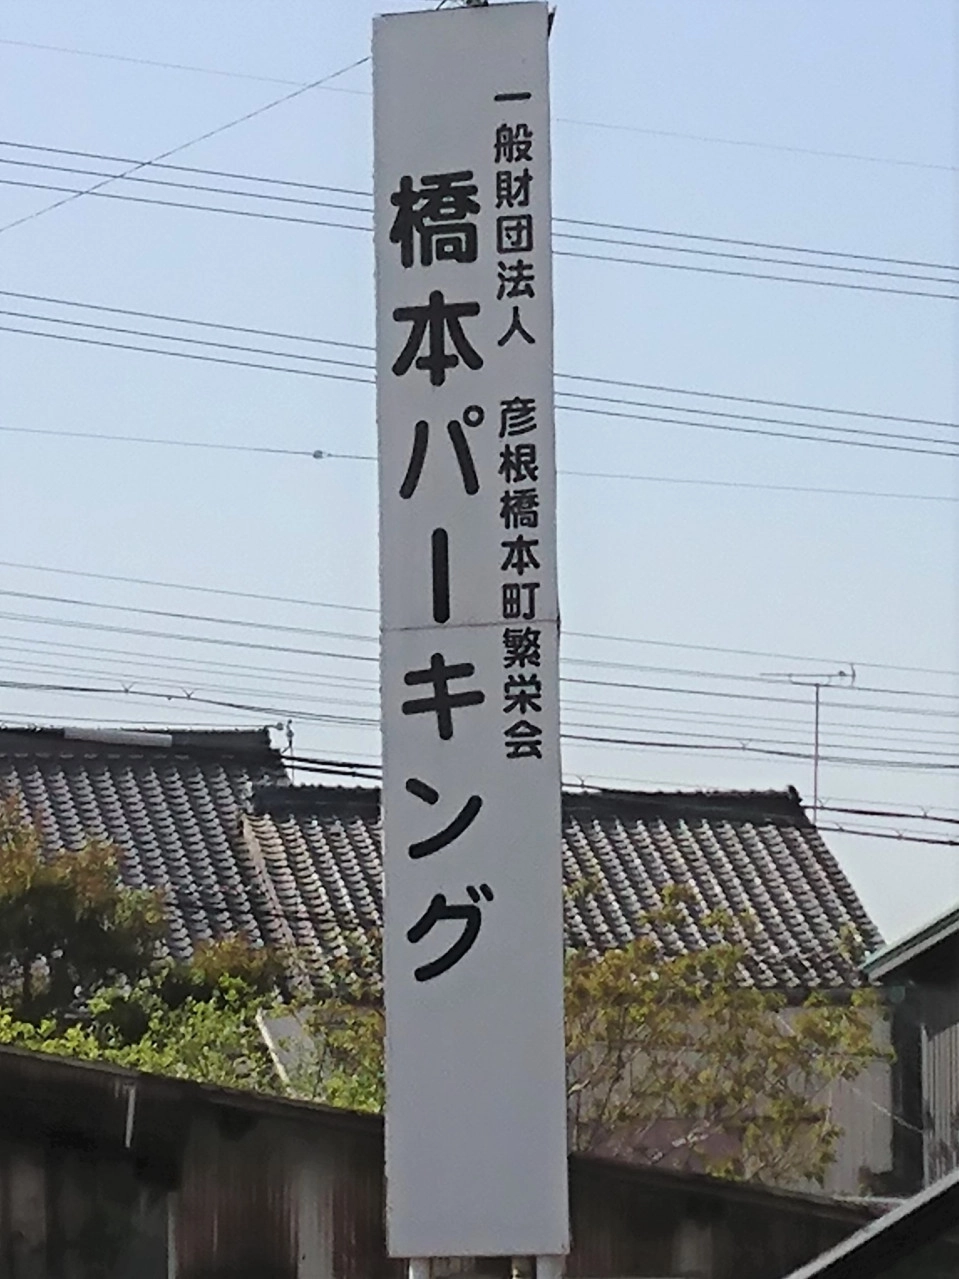 一般財団法人 彦根橋本町繁栄会
橋本パーキング